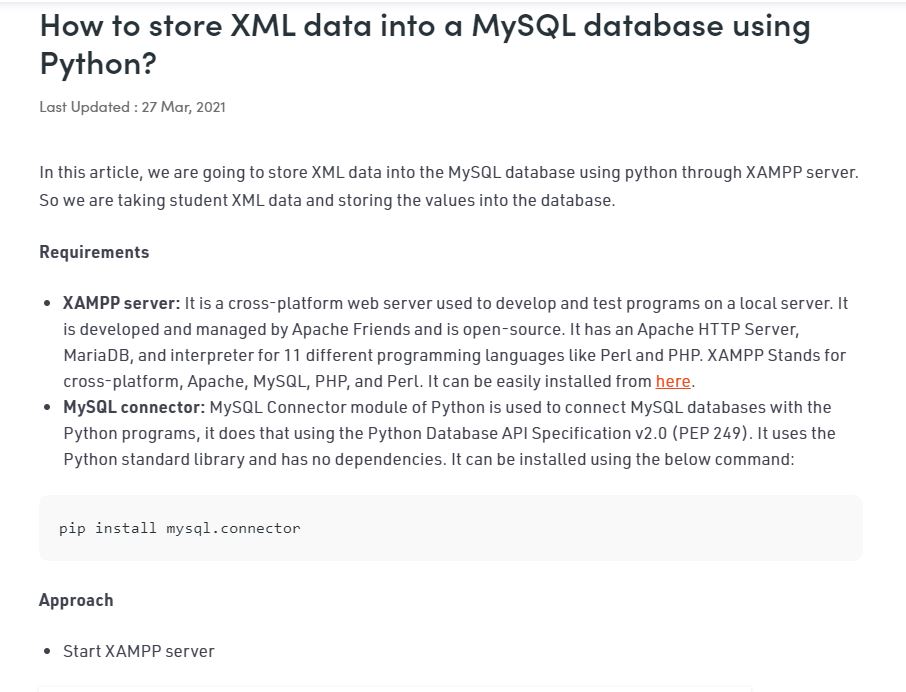 How to store XML data into a MySQL database using
Python?
Last Updated : 27 Mar, 2021
In this article, we are going to store XML data into the MySQL database using python through XAMPP server.
So we are taking student XML data and storing the values into the database.
Requirements
• XAMPP server: It is a cross-platform web server used to develop and test programs on a local server. It
is developed and managed by Apache Friends and is open-source. It has an Apache HTTP Server,
MariaDB, and interpreter for 11 different programming languages like Perl and PHP. XAMPP Stands for
cross-platform, Apache, MySQL, PHP, and Perl. It can be easily installed from here.
• MySQL connector: MySQL Connector module of Python is used to connect MySQL databases with the
Python programs, it does that using the Python Database API Specification v2.0 (PEP 249). It uses the
Python standard library and has no dependencies. It can be installed using the below command:
pip install mysql.connector
Approach
• Start XAMPP server